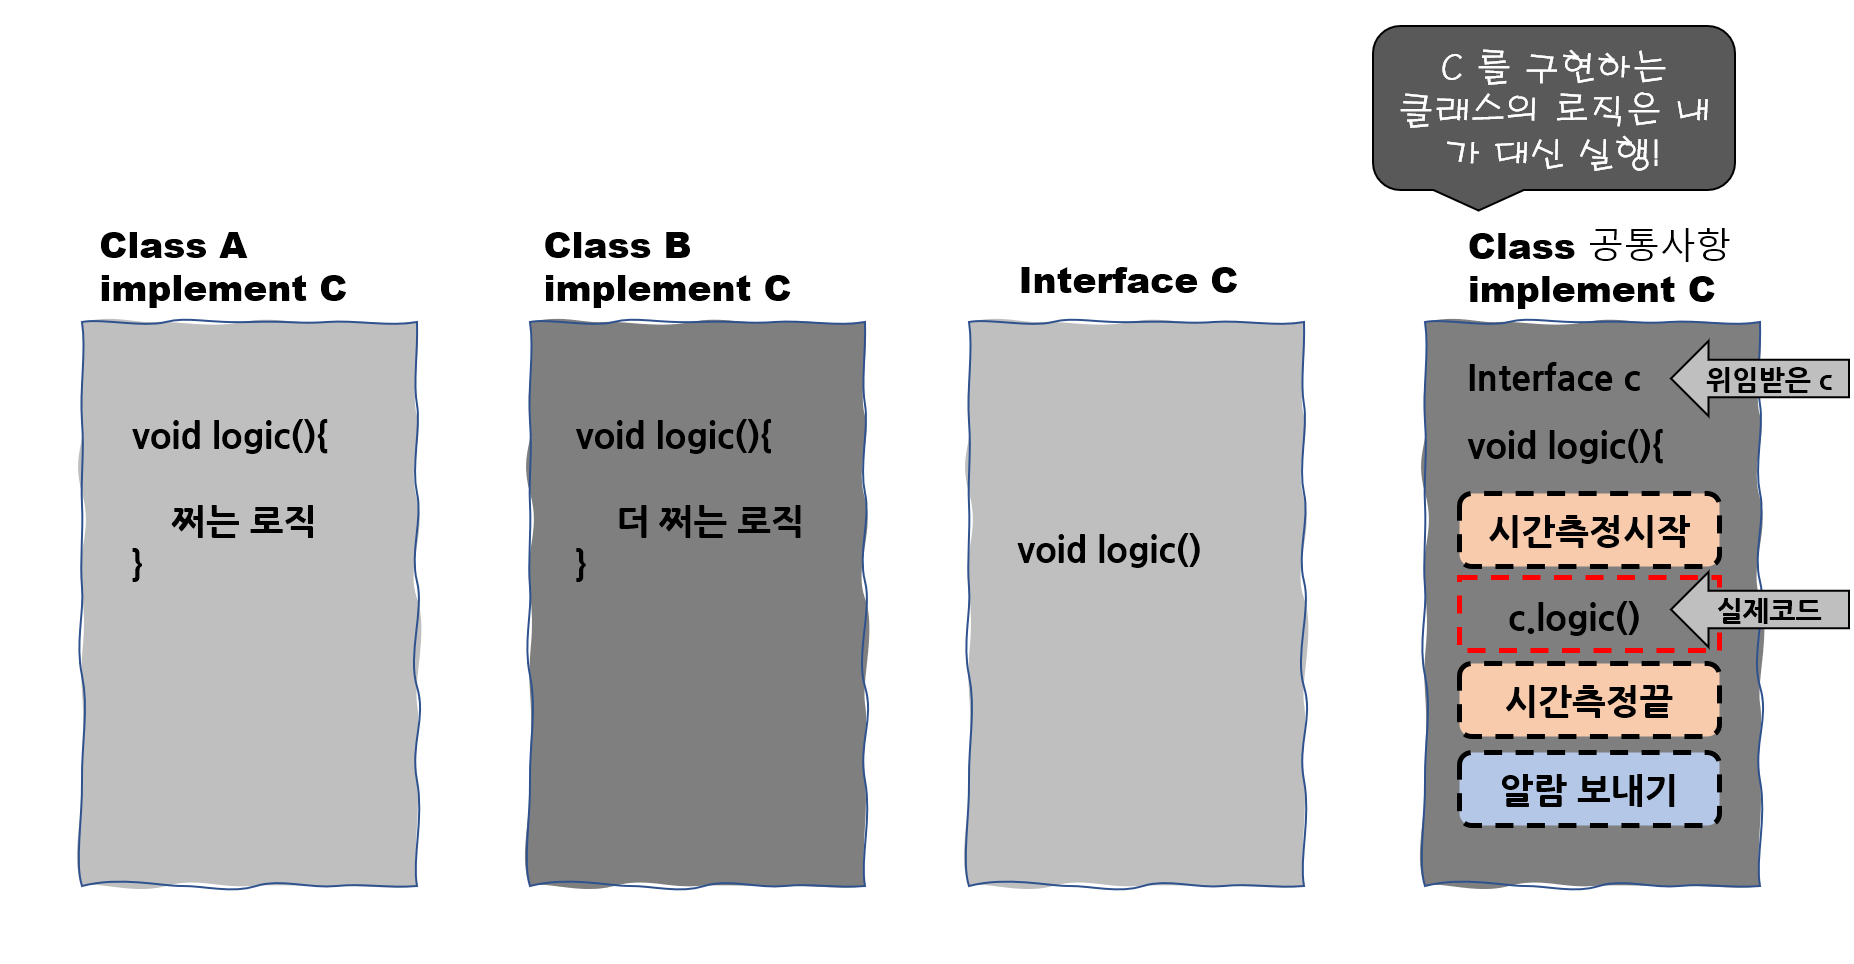 C 를 구현하는
클래스의 로직은 내
가 대신 실행!
Class A
implement C
void logic(){
쩌는 로직
}
Class B
implement C
void logic(){
더 쩌는 로직
}
Interface C
void logic()
Class 공통사항
implement C
Interface c
위임받은 c
void logic(){
시간측정시작
c.logic()
실제코드
시간측정끝
알람 보내기